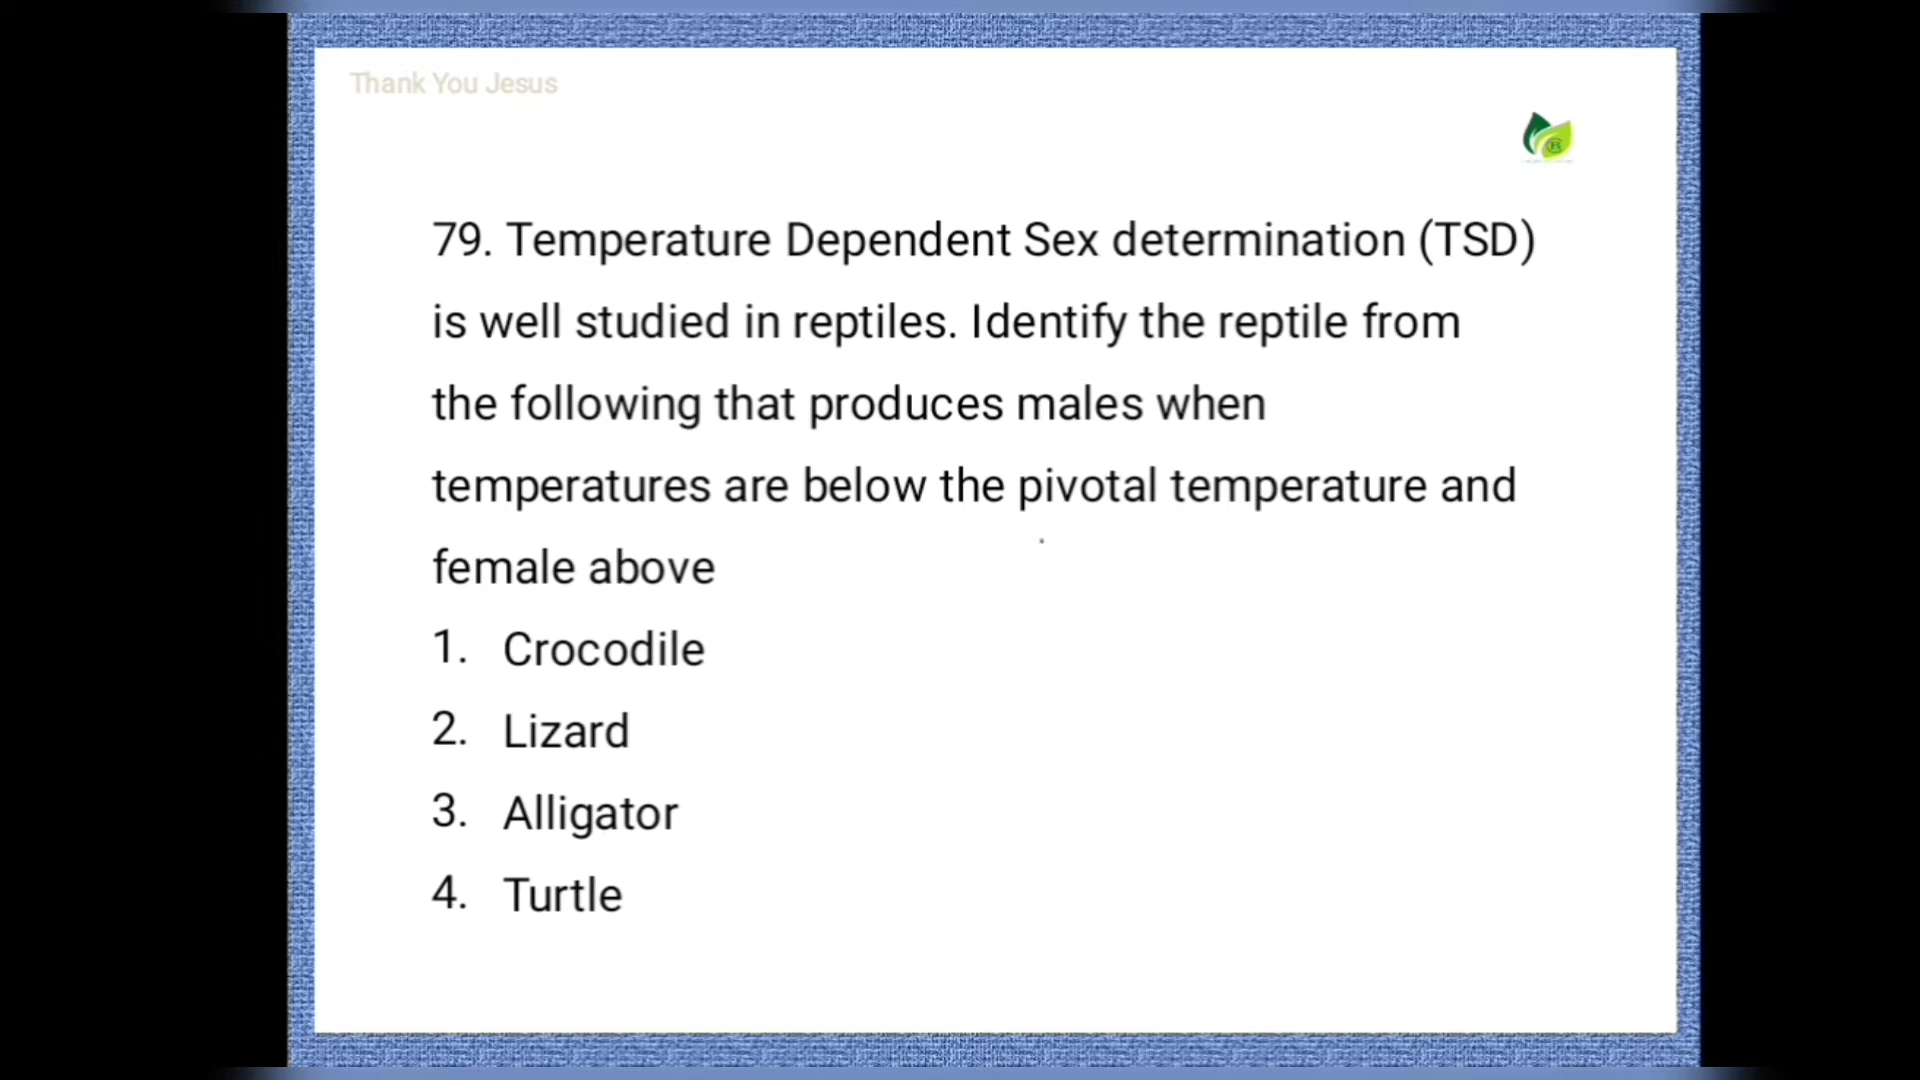 Thank You Jesus
79. Temperature Dependent Sex determination (TSD)
is well studied in reptiles. Identify the reptile from
the following that produces males when
temperatures are below the pivotal temperature and
female above
1. Crocodile
2. Lizard
3. Alligator
4. Turtle